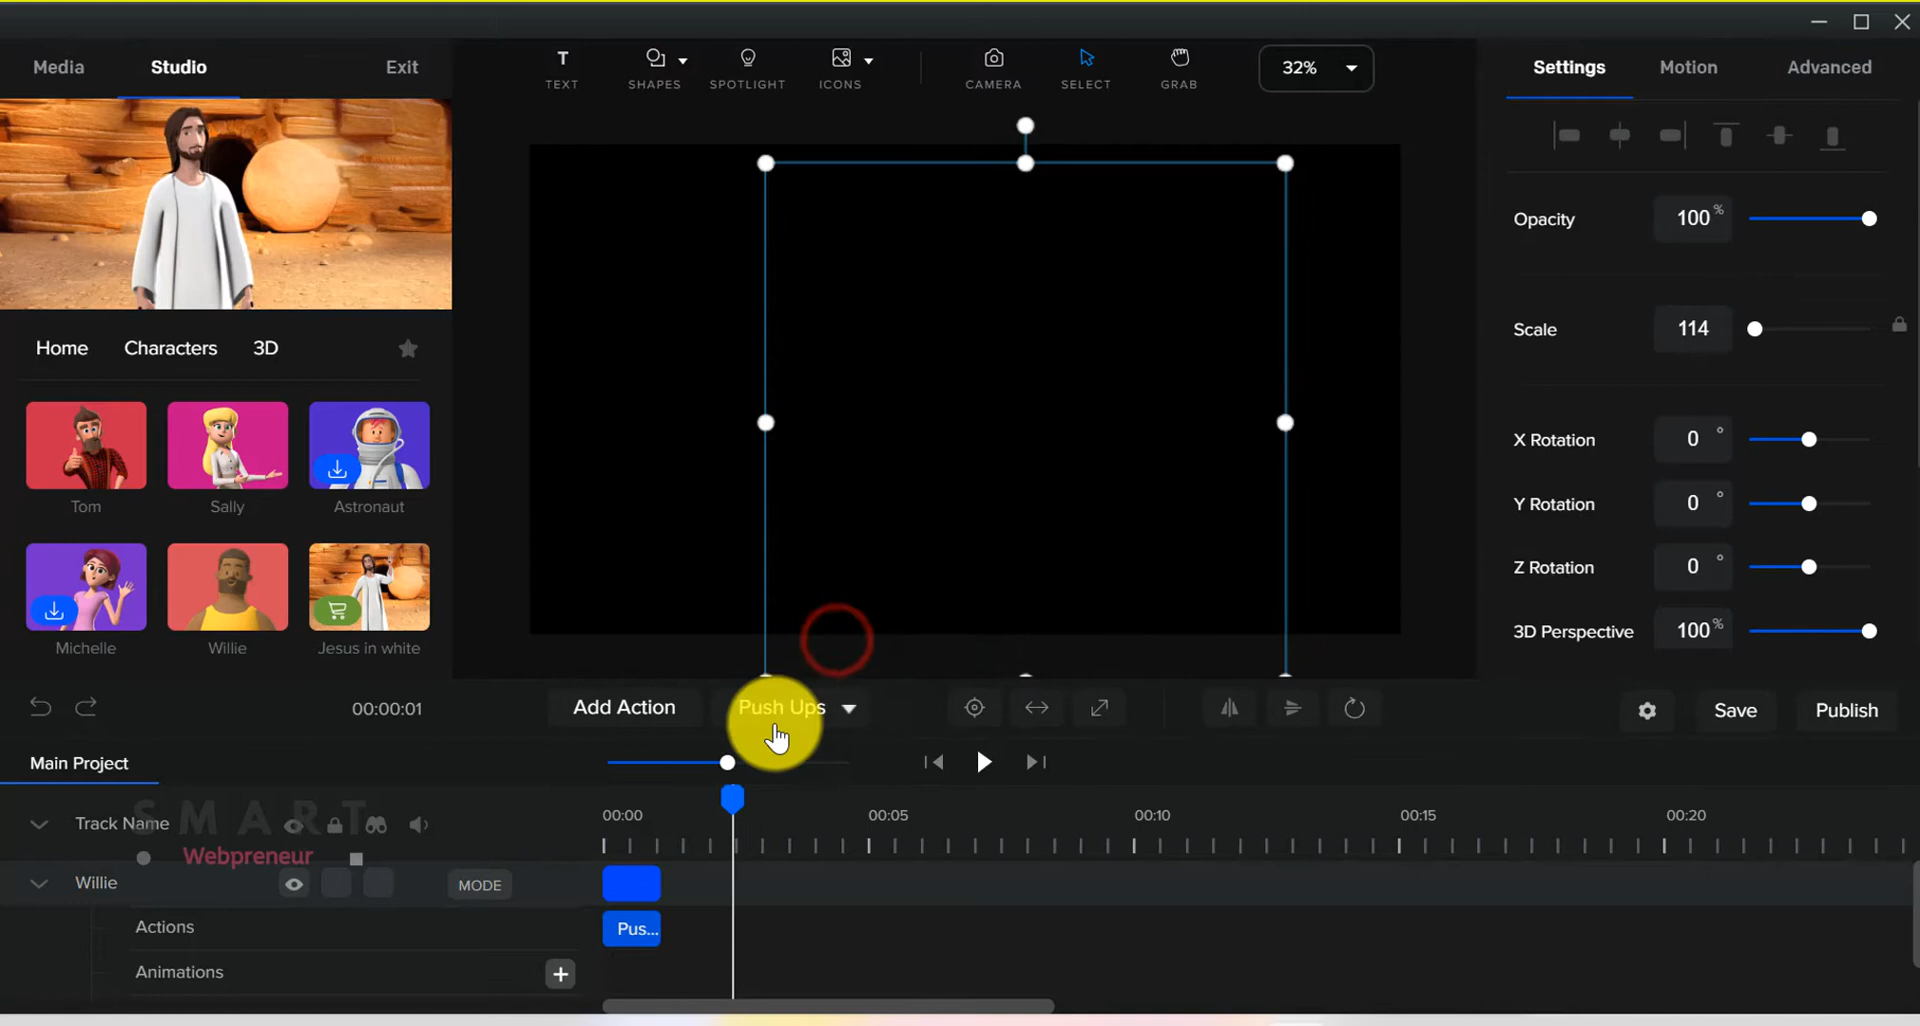 Media
Studio
Exit
TEXT
SHAPES
SPOTLIGHT
ICONS
CAMERA
SELECT
GRAB
32%
Settings
Motion
Advanced
Opacity
100 %
Scale
114
X Rotation
0 °
Y Rotation
0 °
Z Rotation
0 °
3D Perspective
100 %
Home
Characters
3D
Tom
Sally
Astronaut
Michelle
Willie
Jesus in white
00:00:01
Add Action
Push Ups
Save
Publish
Main Project
SMART
Track Name
Webpreneur
00:00
00:05
00:10
00:15
00:20
Willie
MODE
Actions
Pus...
Animations